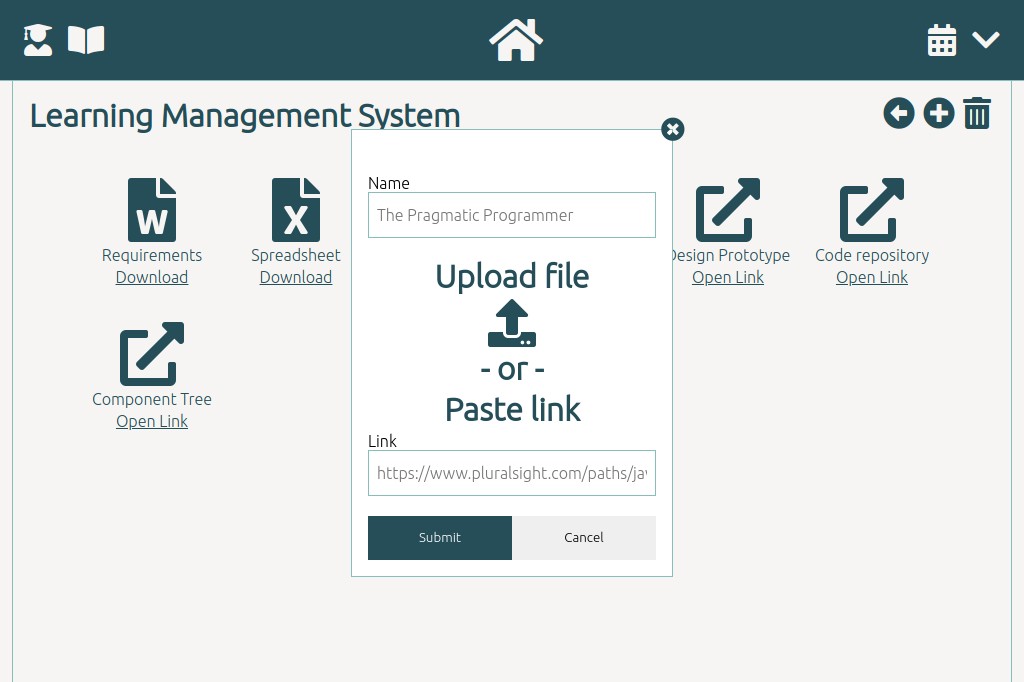 Learning Management System
Name
The Pragmatic Programmer
Upload file
- or -
Paste link
Link
https://www.pluralsight.com/paths/jav
Submit
Cancel
W
Requirements
Download
X
Spreadsheet
Download
Design Prototype
Open Link
Code repository
Open Link
Component Tree
Open Link